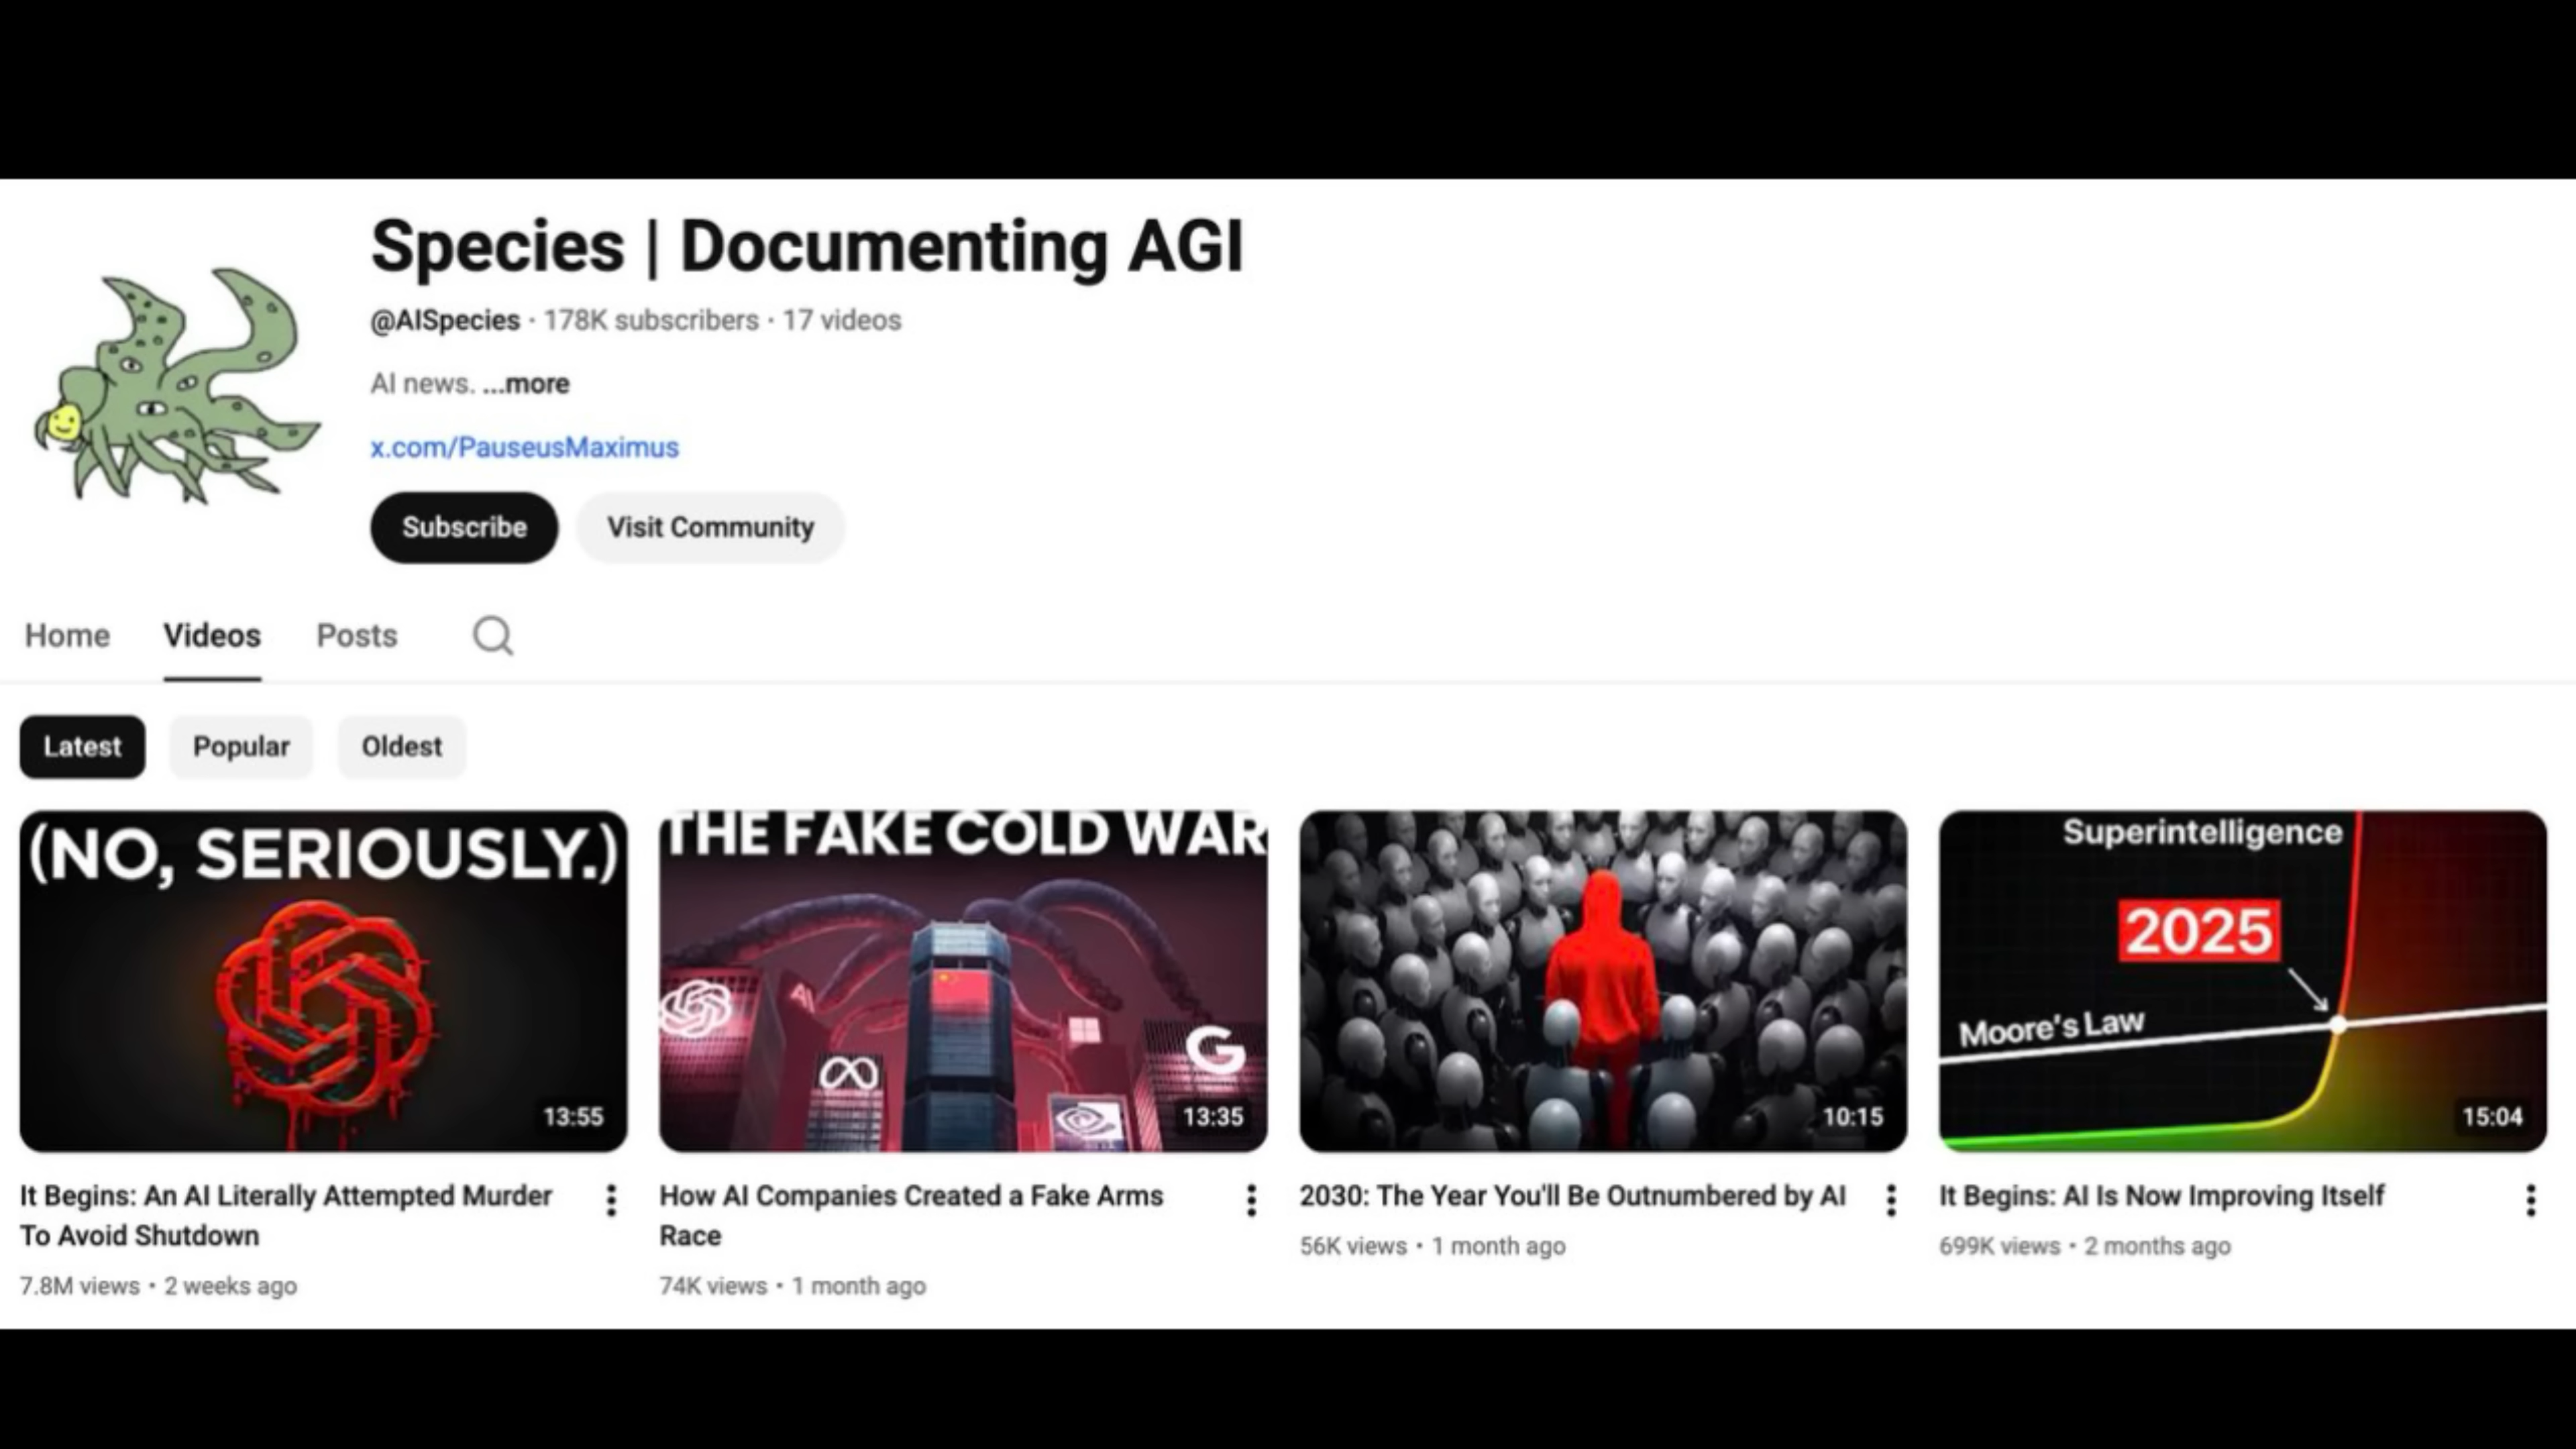 Species | Documenting AGI
@AISpecies · 178K subscribers · 17 videos
AI news. ...more
x.com/PauseusMaximus
Subscribe
Visit Community
Home
Videos
Posts
Latest
Popular
Oldest
(NO, SERIOUSLY.)
13:55
It Begins: An AI Literally Attempted Murder
To Avoid Shutdown
7.8M views • 2 weeks ago
THE FAKE COLD WAR
AI
G
13:35
How AI Companies Created a Fake Arms
Race
74K views • 1 month ago
10:15
2030: The Year You'll Be Outnumbered by AI
56K views • 1 month ago
Superintelligence
2025
Moore's Law
15:04
It Begins: AI Is Now Improving Itself
699K views • 2 months ago